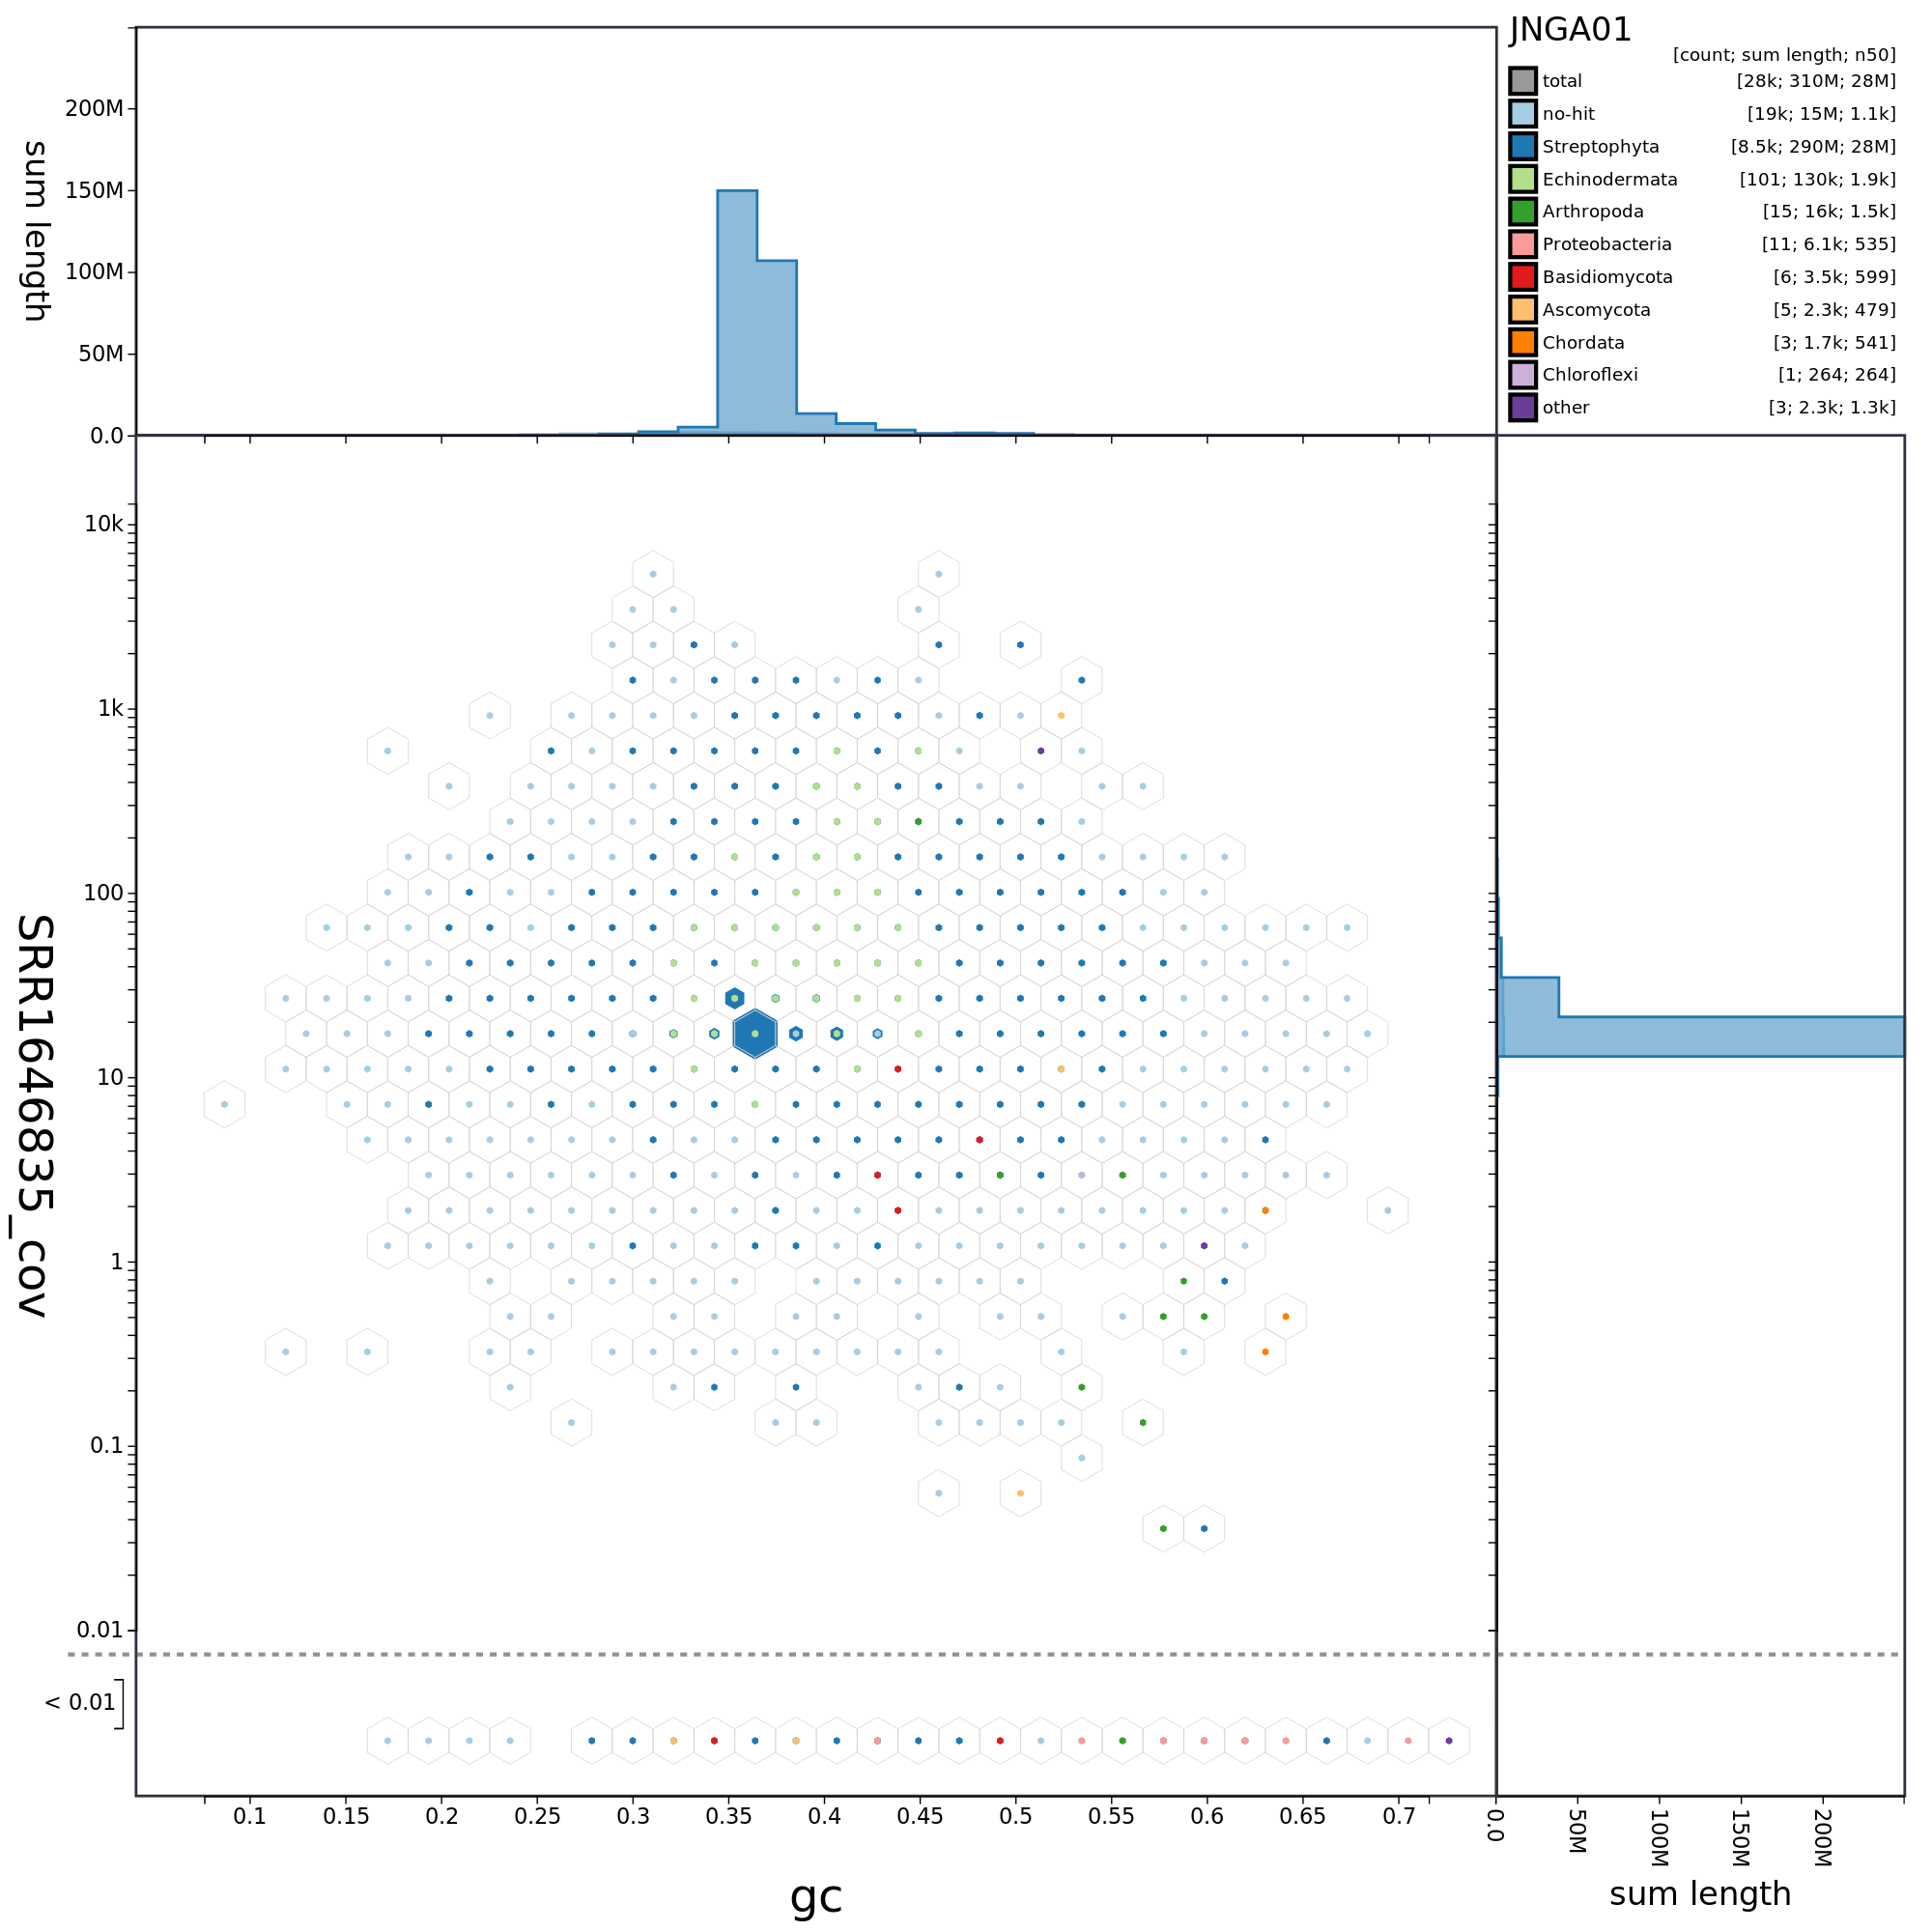 JNGA01
[count; sum length; n50]
total [28k; 310M; 28M]
no-hit [19k; 15M; 1.1k]
Streptophyta [8.5k; 290M; 28M]
Echinodermata [101; 130k; 1.9k]
Arthropoda [15; 16k; 1.5k]
Proteobacteria [11; 6.1k; 535]
Basidiomycota [6; 3.5k; 599]
Ascomycota [5; 2.3k; 479]
Chordata [3; 1.7k; 541]
Chloroflexi [1; 264; 264]
other [3; 2.3k; 1.3k]
sum length
200M
150M
100M
50M
0.0
SRR1646835_cov
10k
1k
100
10
1
0.1
0.01
< 0.01
0.1 0.15 0.2 0.25 0.3 0.35 0.4 0.45 0.5 0.55 0.6 0.65 0.7
gc
0.0 50M 100M 150M 200M
sum length